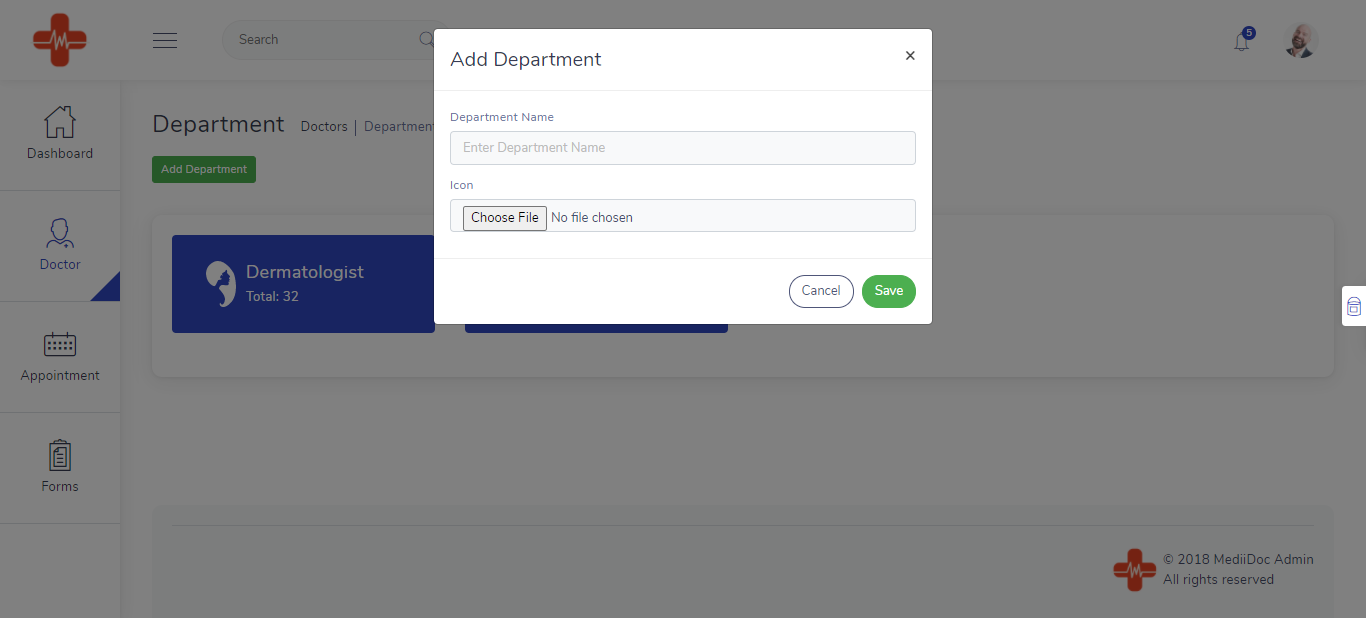 Search
5
Add Department
×
Department
Doctors | Department
Add Department
Department Name
Enter Department Name
Icon
Choose File No file chosen
Cancel
Save
Dashboard
Doctor
Appointment
Forms
Dermatologist
Total: 32
© 2018 MediiDoc Admin
All rights reserved